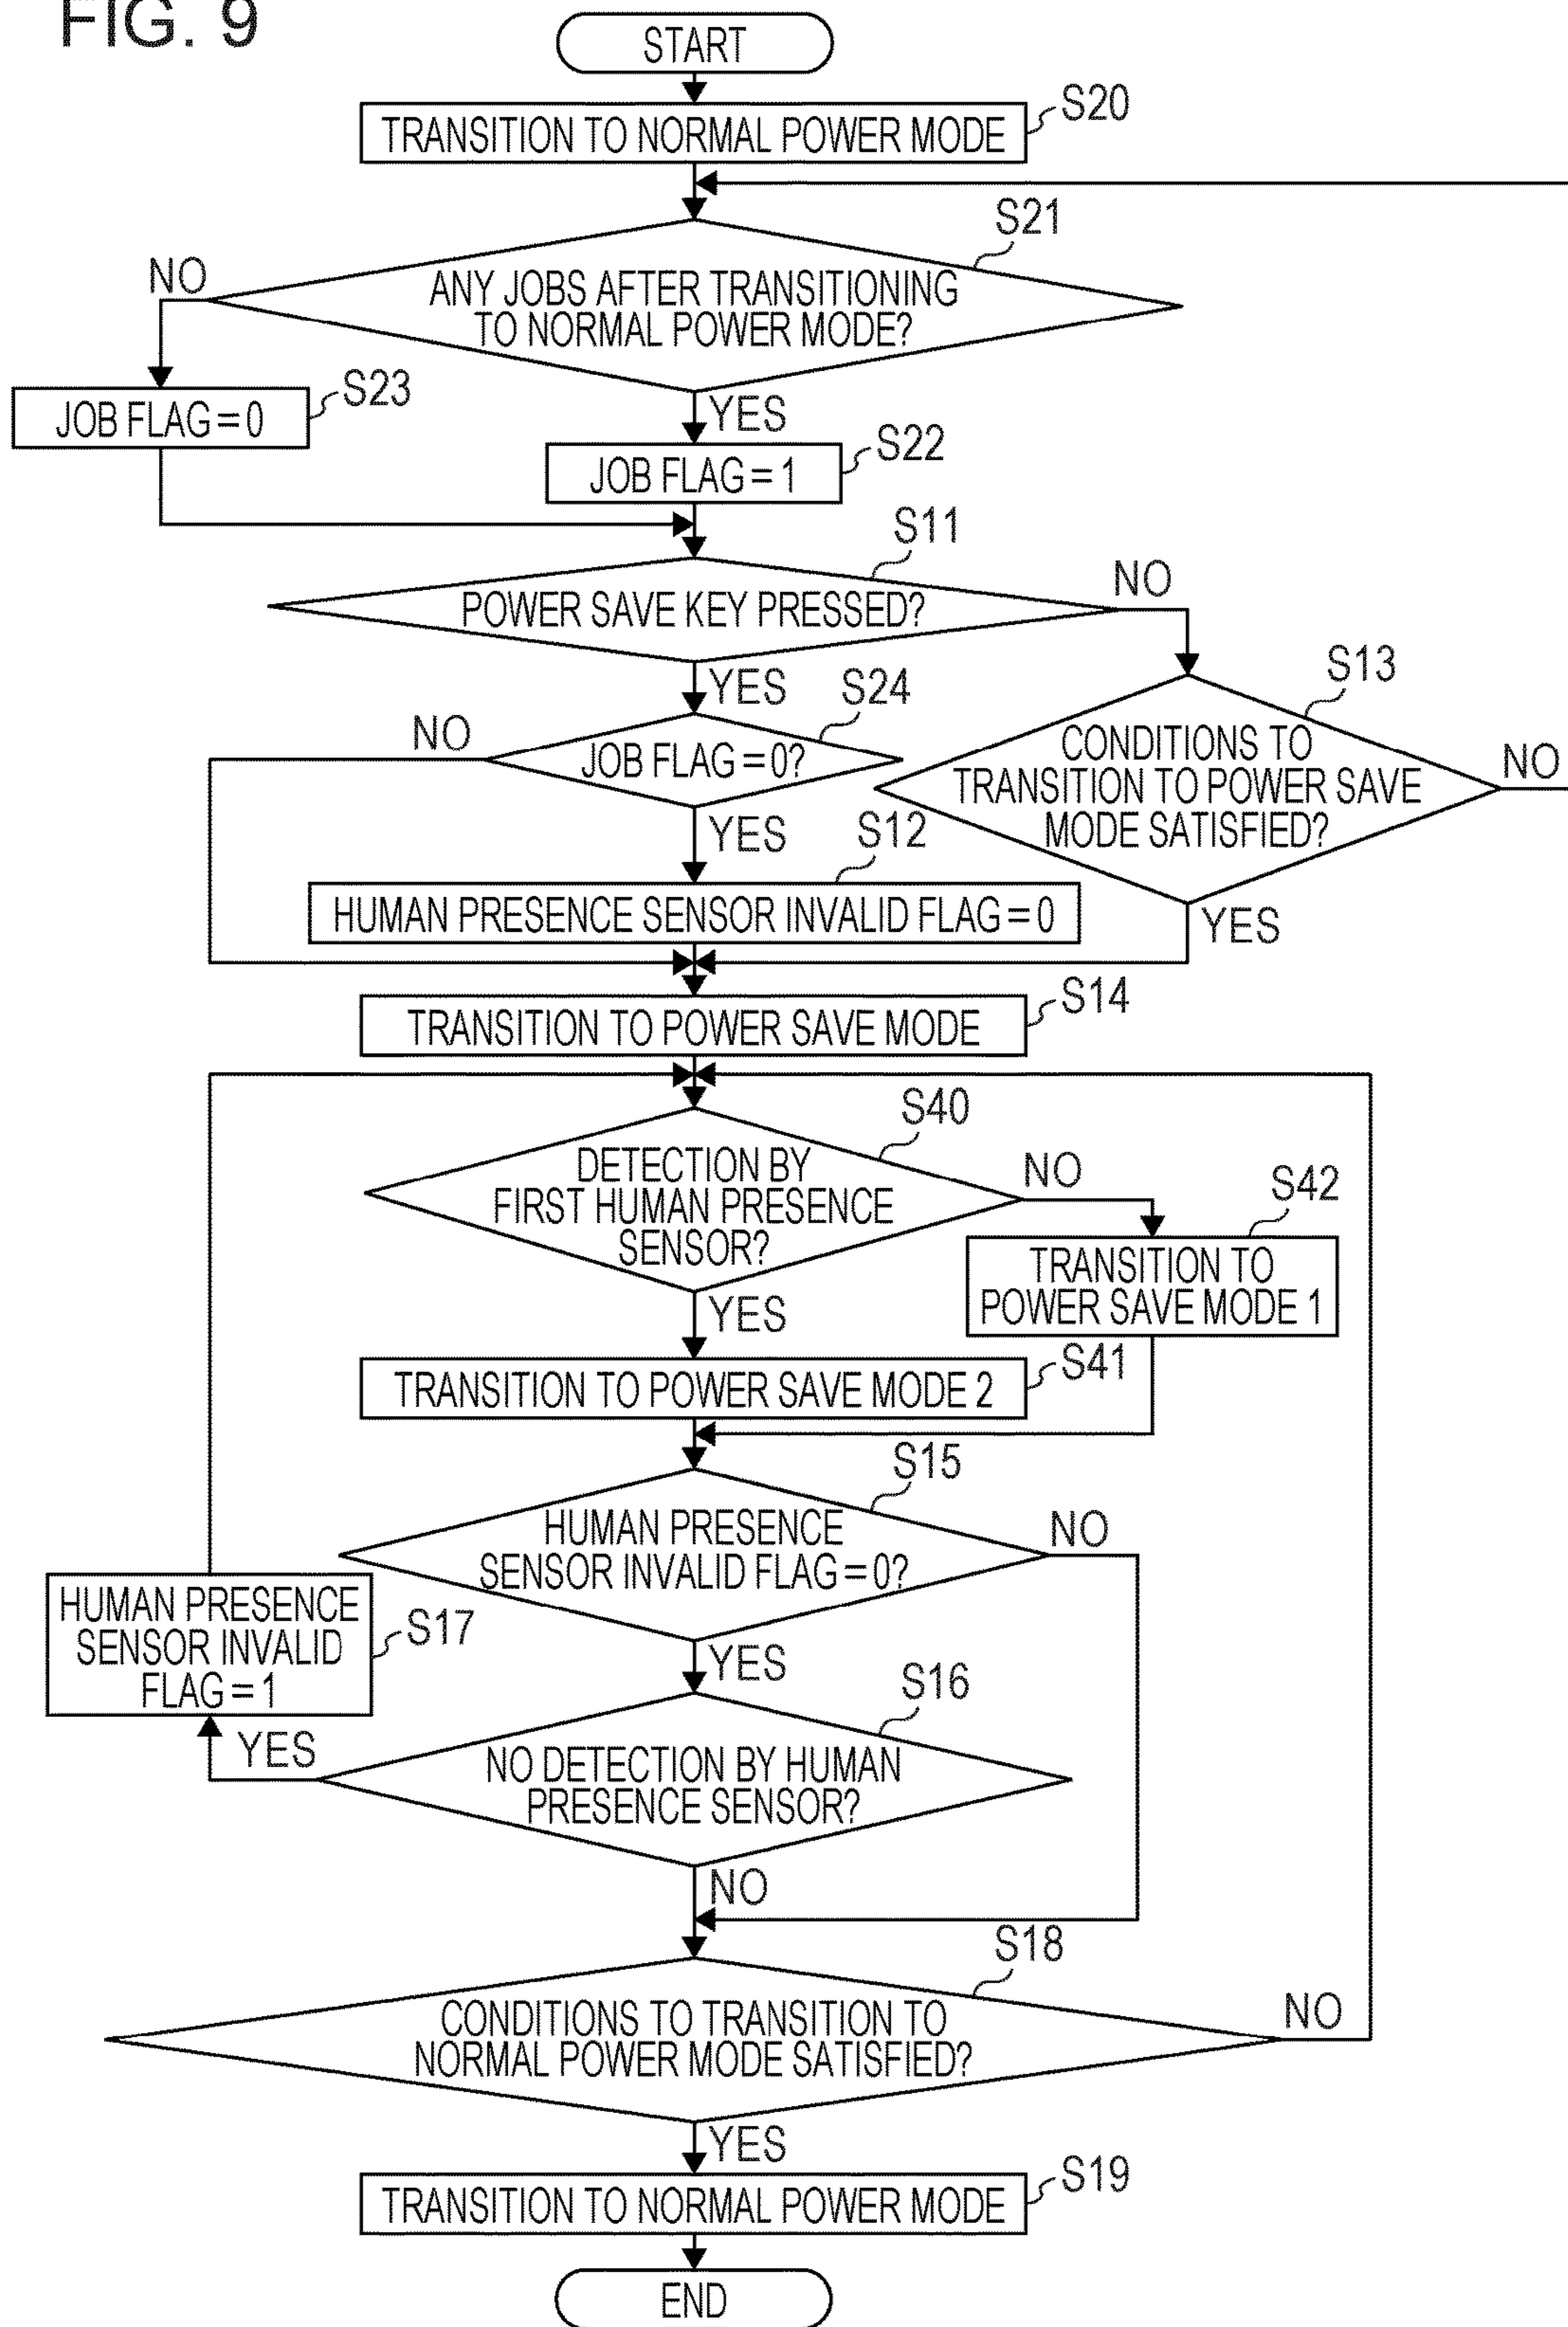 FIG. 9
START
TRANSITION TO NORMAL POWER MODE
S20
S21
ANY JOBS AFTER TRANSITIONING
TO NORMAL POWER MODE?
NO
S23
JOB FLAG = 0
YES
S22
JOB FLAG = 1
S11
POWER SAVE KEY PRESSED?
NO
YES
S24
S13
NO
JOB FLAG = 0?
CONDITIONS TO
TRANSITION TO POWER SAVE
MODE SATISFIED?
NO
YES
S12
HUMAN PRESENCE SENSOR INVALID FLAG = 0
YES
S14
TRANSITION TO POWER SAVE MODE
S40
DETECTION BY
FIRST HUMAN PRESENCE
SENSOR?
NO
S42
TRANSITION TO
POWER SAVE MODE 1
YES
S41
TRANSITION TO POWER SAVE MODE 2
S15
HUMAN PRESENCE
SENSOR INVALID FLAG = 0?
NO
HUMAN PRESENCE
SENSOR INVALID
FLAG = 1
S17
YES
S16
YES
NO DETECTION BY HUMAN
PRESENCE SENSOR?
NO
S18
CONDITIONS TO TRANSITION TO
NORMAL POWER MODE SATISFIED?
NO
YES
S19
TRANSITION TO NORMAL POWER MODE
END